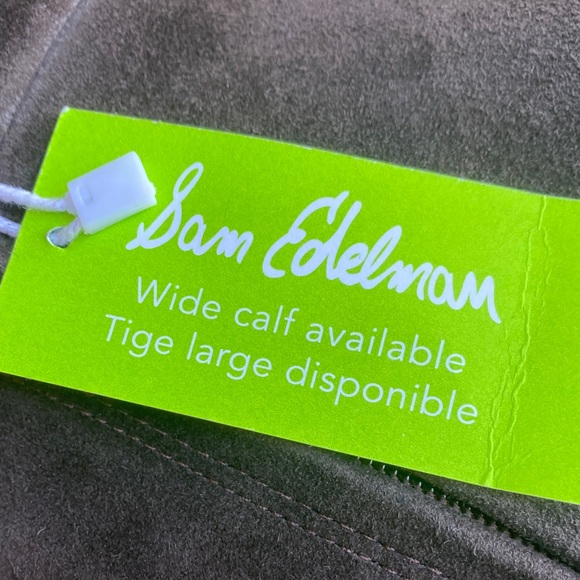 Sam Edelman
Wide calf available
Tige large disponible